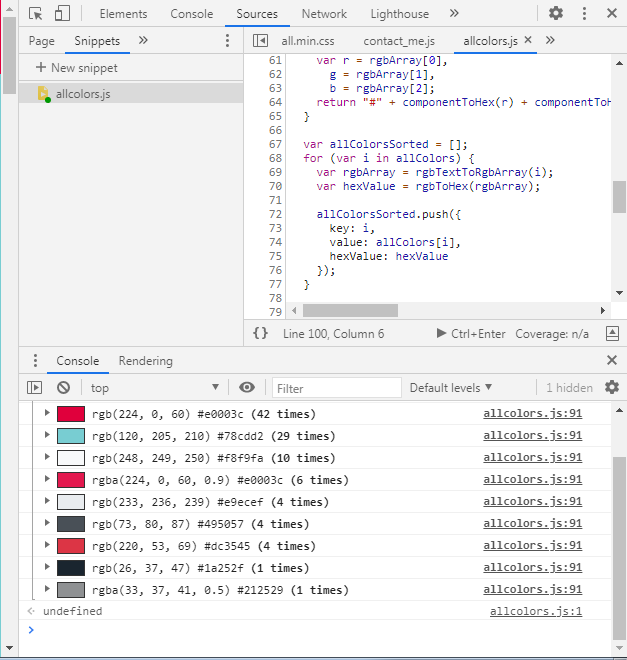 Elements Console Sources Network Lighthouse »
Page Snippets »
+ New snippet
allcolors.js
all.min.css contact_me.js allcolors.js × »
61 var r = rgbArray[0],
62 g = rgbArray[1],
63 b = rgbArray[2];
64 return "#" + componentToHex(r) + componentToH
65 }
66
67 var allColorsSorted = [];
68 for (var i in allColors) {
69 var rgbArray = rgbTextToRgbArray(i);
70 var hexValue = rgbToHex(rgbArray);
71
72 allColorsSorted.push({
73 key: i,
74 value: allColors[i],
75 hexValue: hexValue
76 });
77 }
78
79
{} Line 100, Column 6 ▶ Ctrl+Enter Coverage: n/a
Console Rendering
top Filter Default levels ▼ 1 hidden
rgb(224, 0, 60) #e0003c (42 times) allcolors.js:91
rgb(120, 205, 210) #78cdd2 (29 times) allcolors.js:91
rgb(248, 249, 250) #f8f9fa (10 times) allcolors.js:91
rgba(224, 0, 60, 0.9) #e0003c (6 times) allcolors.js:91
rgb(233, 236, 239) #e9ecef (4 times) allcolors.js:91
rgb(73, 80, 87) #495057 (4 times) allcolors.js:91
rgb(220, 53, 69) #dc3545 (4 times) allcolors.js:91
rgb(26, 37, 47) #1a252f (1 times) allcolors.js:91
rgba(33, 37, 41, 0.5) #212529 (1 times) allcolors.js:91
undefined allcolors.js:1